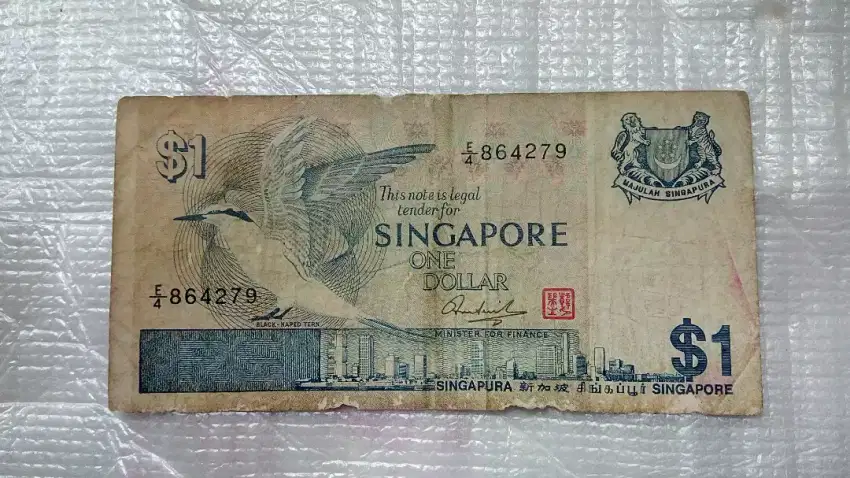 $1
E/4 864279
MAJULAH SINGAPURA
This note is legal
tender for
SINGAPORE
ONE
DOLLAR
E/4 864279
BLACK-NAPED TERN
MINISTER FOR FINANCE
$1
SINGAPURA 新加坡 சிங்கப்பூர் SINGAPORE